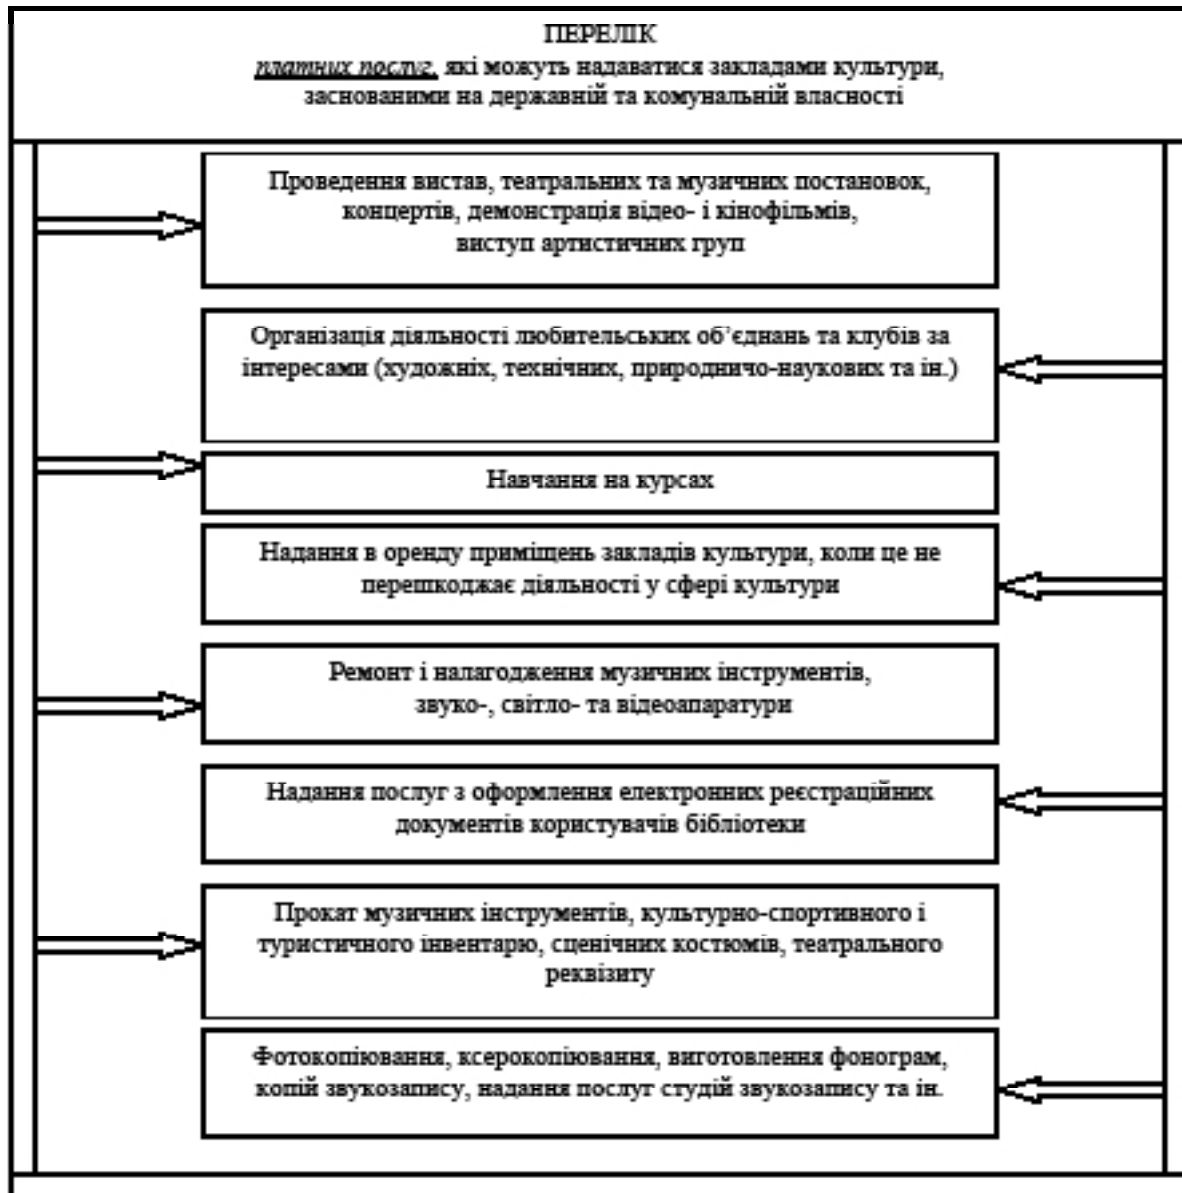 ПЕРЕЛІК
платних послуг, які можуть надаватися закладами культури,
заснованими на державній та комунальній власності
Проведення вистав, театральних та музичних постановок,
концертів, демонстрація відео- і кінофільмів,
виступ артистичних груп
Організація діяльності любительських об’єднань та клубів за
інтересами (художніх, технічних, природничо-наукових та ін.)
Навчання на курсах
Надання в оренду приміщень закладів культури, коли це не
перешкоджає діяльності у сфері культури
Ремонт і налагодження музичних інструментів,
звуко-, світло- та відеоапаратури
Надання послуг з оформлення електронних реєстраційних
документів користувачів бібліотеки
Прокат музичних інструментів, культурно-спортивного і
туристичного інвентарю, сценічних костюмів, театрального
реквізиту
Фотокопіювання, ксерокопіювання, виготовлення фонограм,
копій звукозапису, надання послуг студій звукозапису та ін.